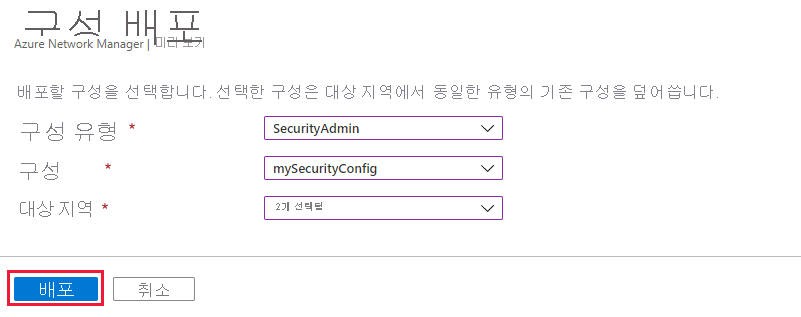 구성 배포
Azure Network Manager | 미리 보기
배포할 구성을 선택합니다. 선택한 구성은 대상 지역에서 동일한 유형의 기존 구성을 덮어씁니다.
구성 유형 * SecurityAdmin
구성 * mySecurityConfig
대상 지역 * 2개 선택됨
배포 취소